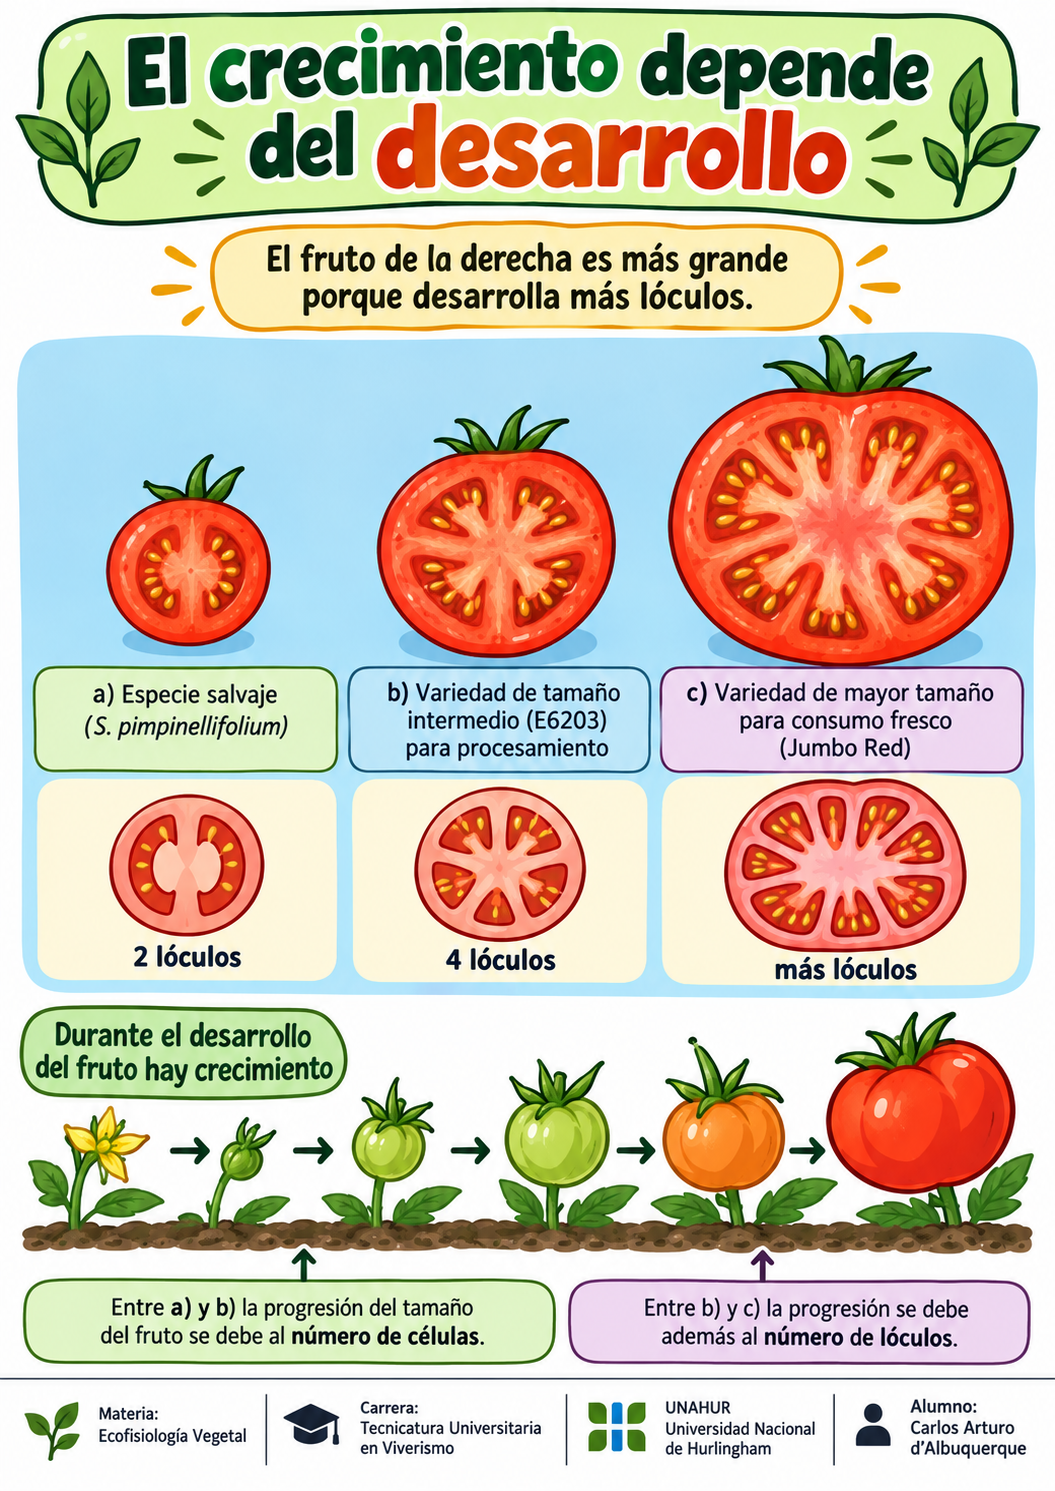 El crecimiento depende
del desarrollo
El fruto de la derecha es más grande
porque desarrolla más lóculos.
a) Especie salvaje
(S. pimpinellifolium)
b) Variedad de tamaño
intermedio (E6203)
para procesamiento
c) Variedad de mayor tamaño
para consumo fresco
(Jumbo Red)
2 lóculos
4 lóculos
más lóculos
Durante el desarrollo
del fruto hay crecimiento
Entre a) y b) la progresión del tamaño
del fruto se debe al número de células.
Entre b) y c) la progresión se debe
además al número de lóculos.
Materia:
Ecofisiología Vegetal
Carrera:
Tecnicatura Universitaria
en Viverismo
UNAHUR
Universidad Nacional
de Hurlingham
Alumno:
Carlos Arturo
d'Albuquerque